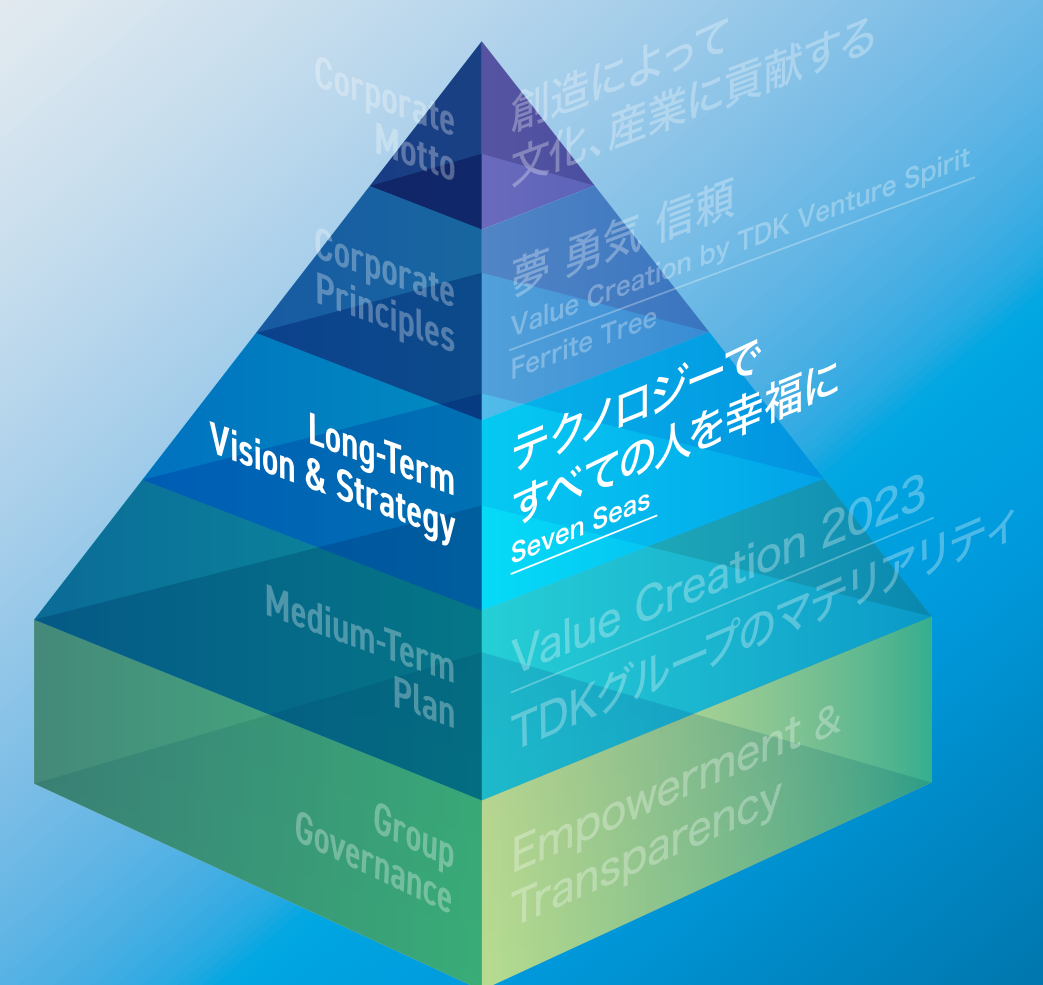 Corporate
Motto
創造によって
文化、産業に貢献する
Corporate
Principles
夢 勇気 信頼
Value Creation by TDK Venture Spirit
Ferrite Tree
Long-Term
Vision & Strategy
テクノロジーで
すべての人を幸福に
Seven Seas
Medium-Term
Plan
Value Creation 2023
TDKグループのマテリアリティ
Group
Governance
Empowerment &
Transparency